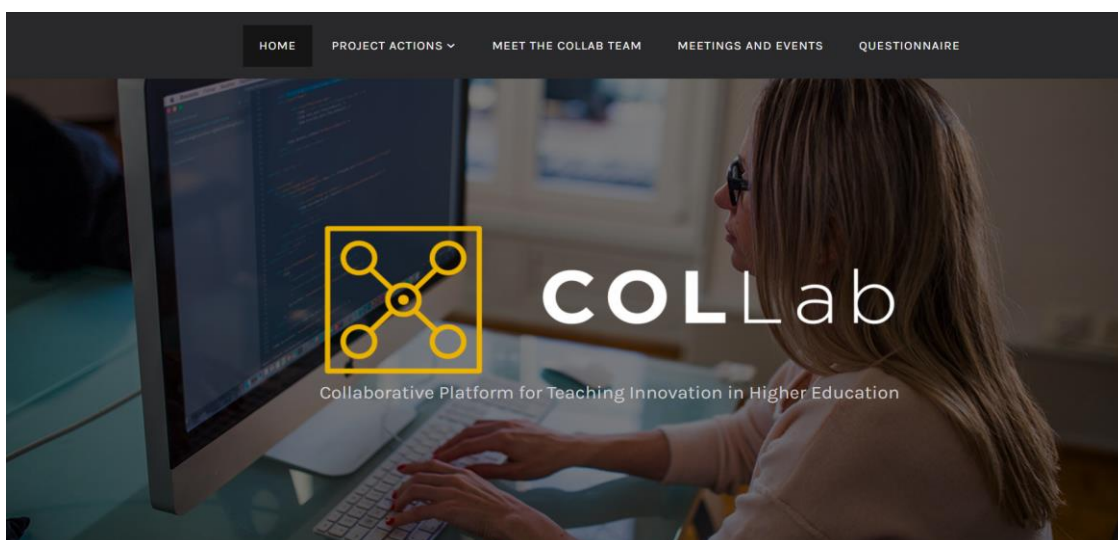 HOME PROJECT ACTIONS MEET THE COLLAB TEAM MEETINGS AND EVENTS QUESTIONNAIRE
COLLab
Collaborative Platform for Teaching Innovation in Higher Education